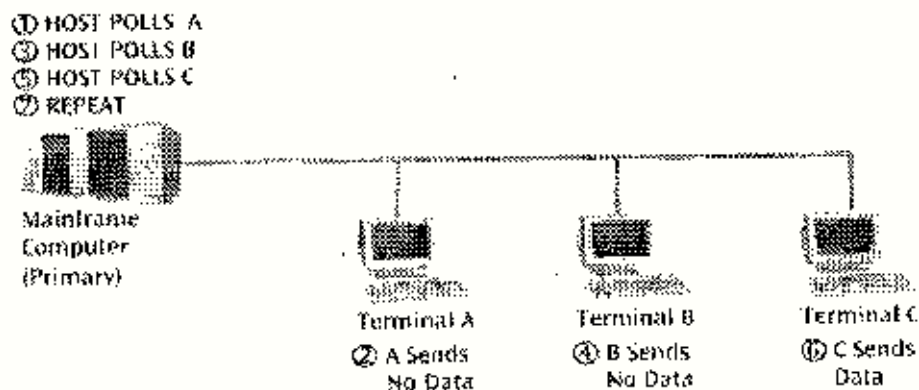 ① HOST POLLS A
③ HOST POLLS B
⑤ HOST POLLS C
⑦ REPEAT
Mainframe
Computer
(Primary)
Terminal A
② A Sends
No Data
Terminal B
④ B Sends
No Data
Terminal C
⑥ C Sends
Data